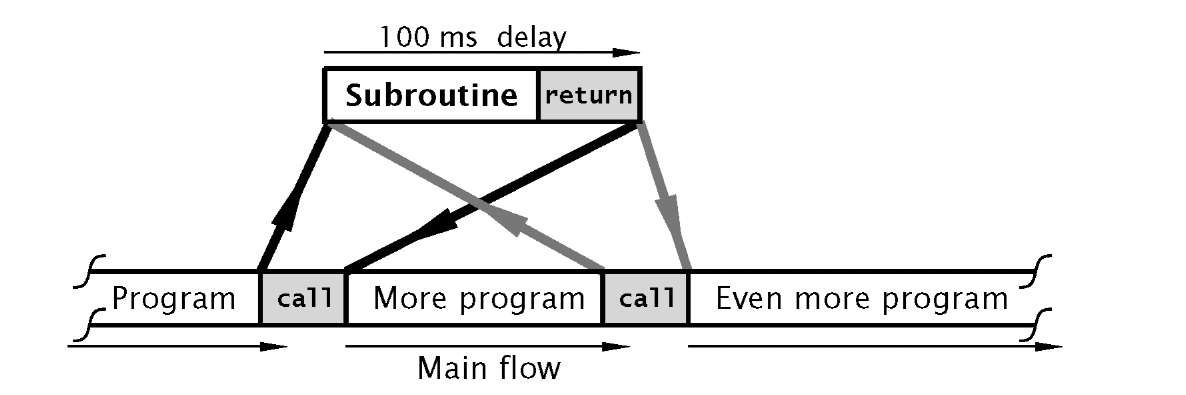 100 ms delay
Subroutine return
Program call More program call Even more program
Main flow